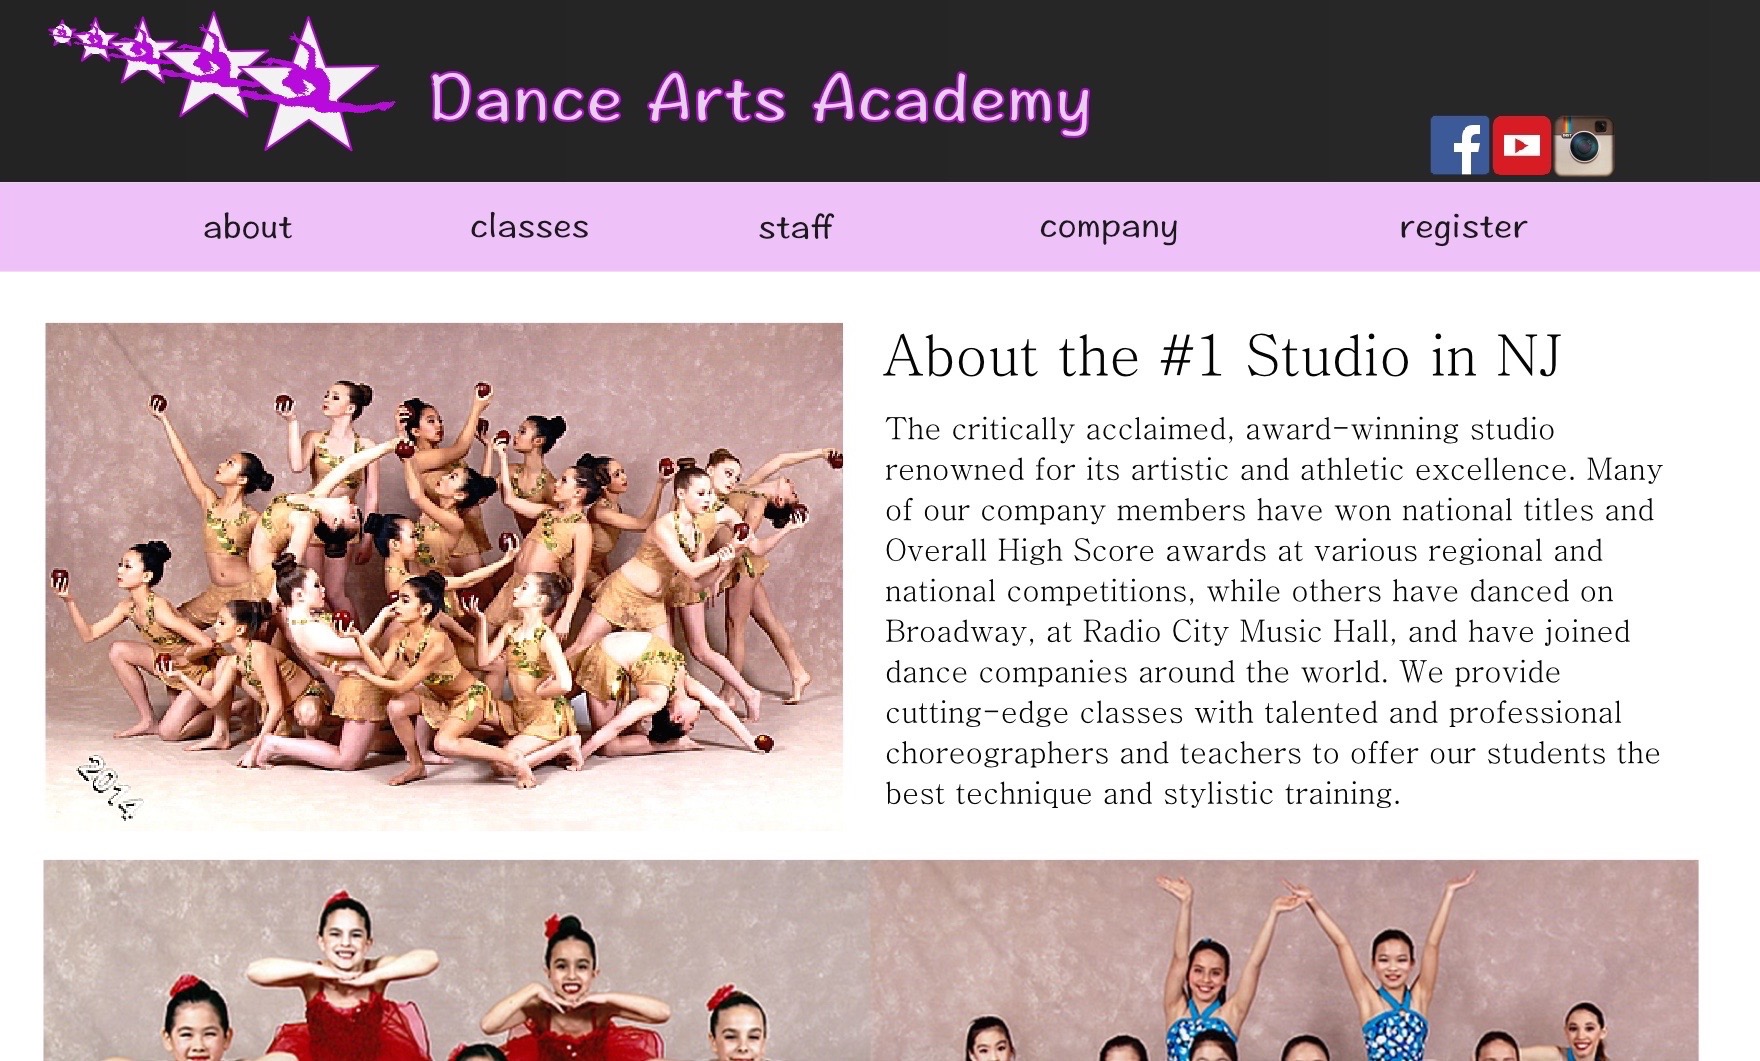 Dance Arts Academy
about classes staff company register
About the #1 Studio in NJ
The critically acclaimed, award-winning studio
renowned for its artistic and athletic excellence. Many
of our company members have won national titles and
Overall High Score awards at various regional and
national competitions, while others have danced on
Broadway, at Radio City Music Hall, and have joined
dance companies around the world. We provide
cutting-edge classes with talented and professional
choreographers and teachers to offer our students the
best technique and stylistic training.
2014